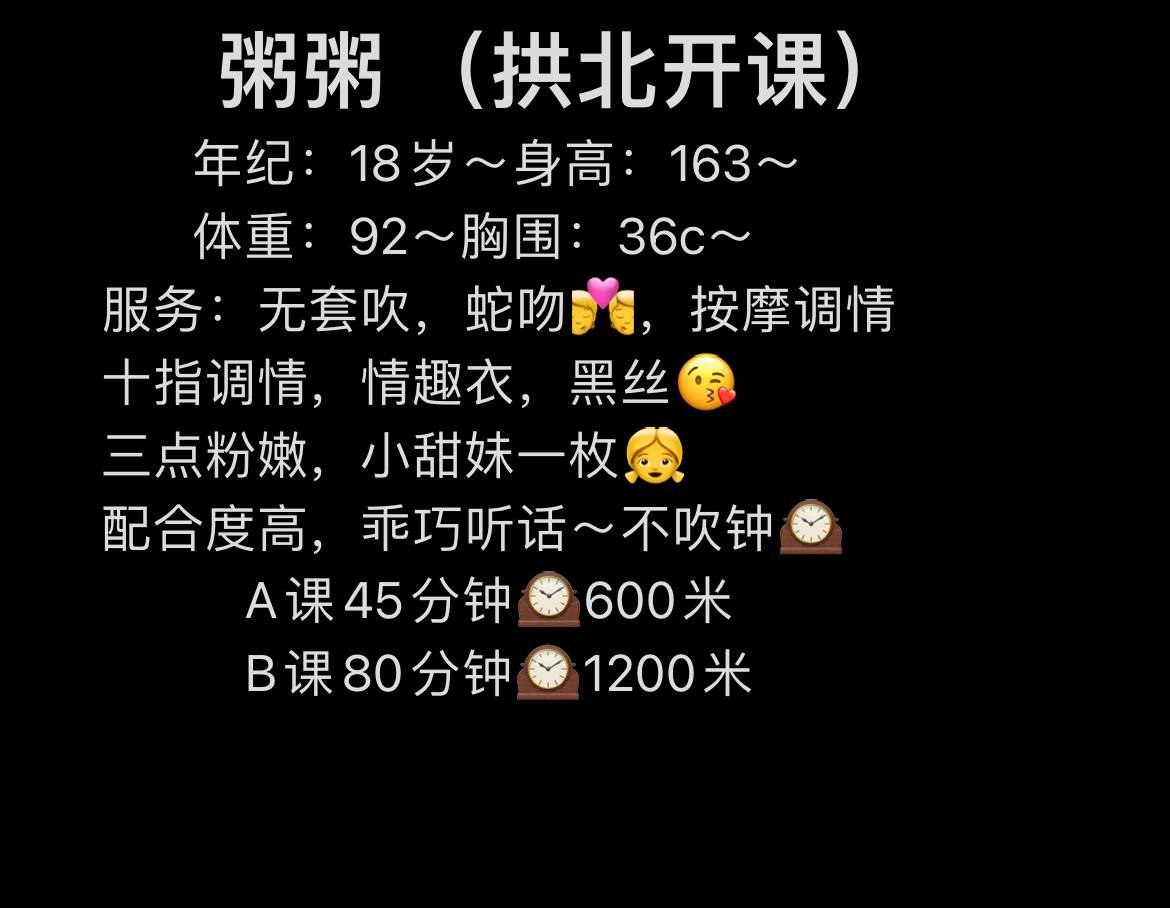 粥粥 （拱北开课）
年纪：18岁～身高：163～
体重：92～胸围：36c～
服务：无套吹，蛇吻💏，按摩调情
十指调情，情趣衣，黑丝😘
三点粉嫩，小甜妹一枚👧
配合度高，乖巧听话～不吹钟🕰️
A课45分钟🕰️600米
B课80分钟🕰️1200米